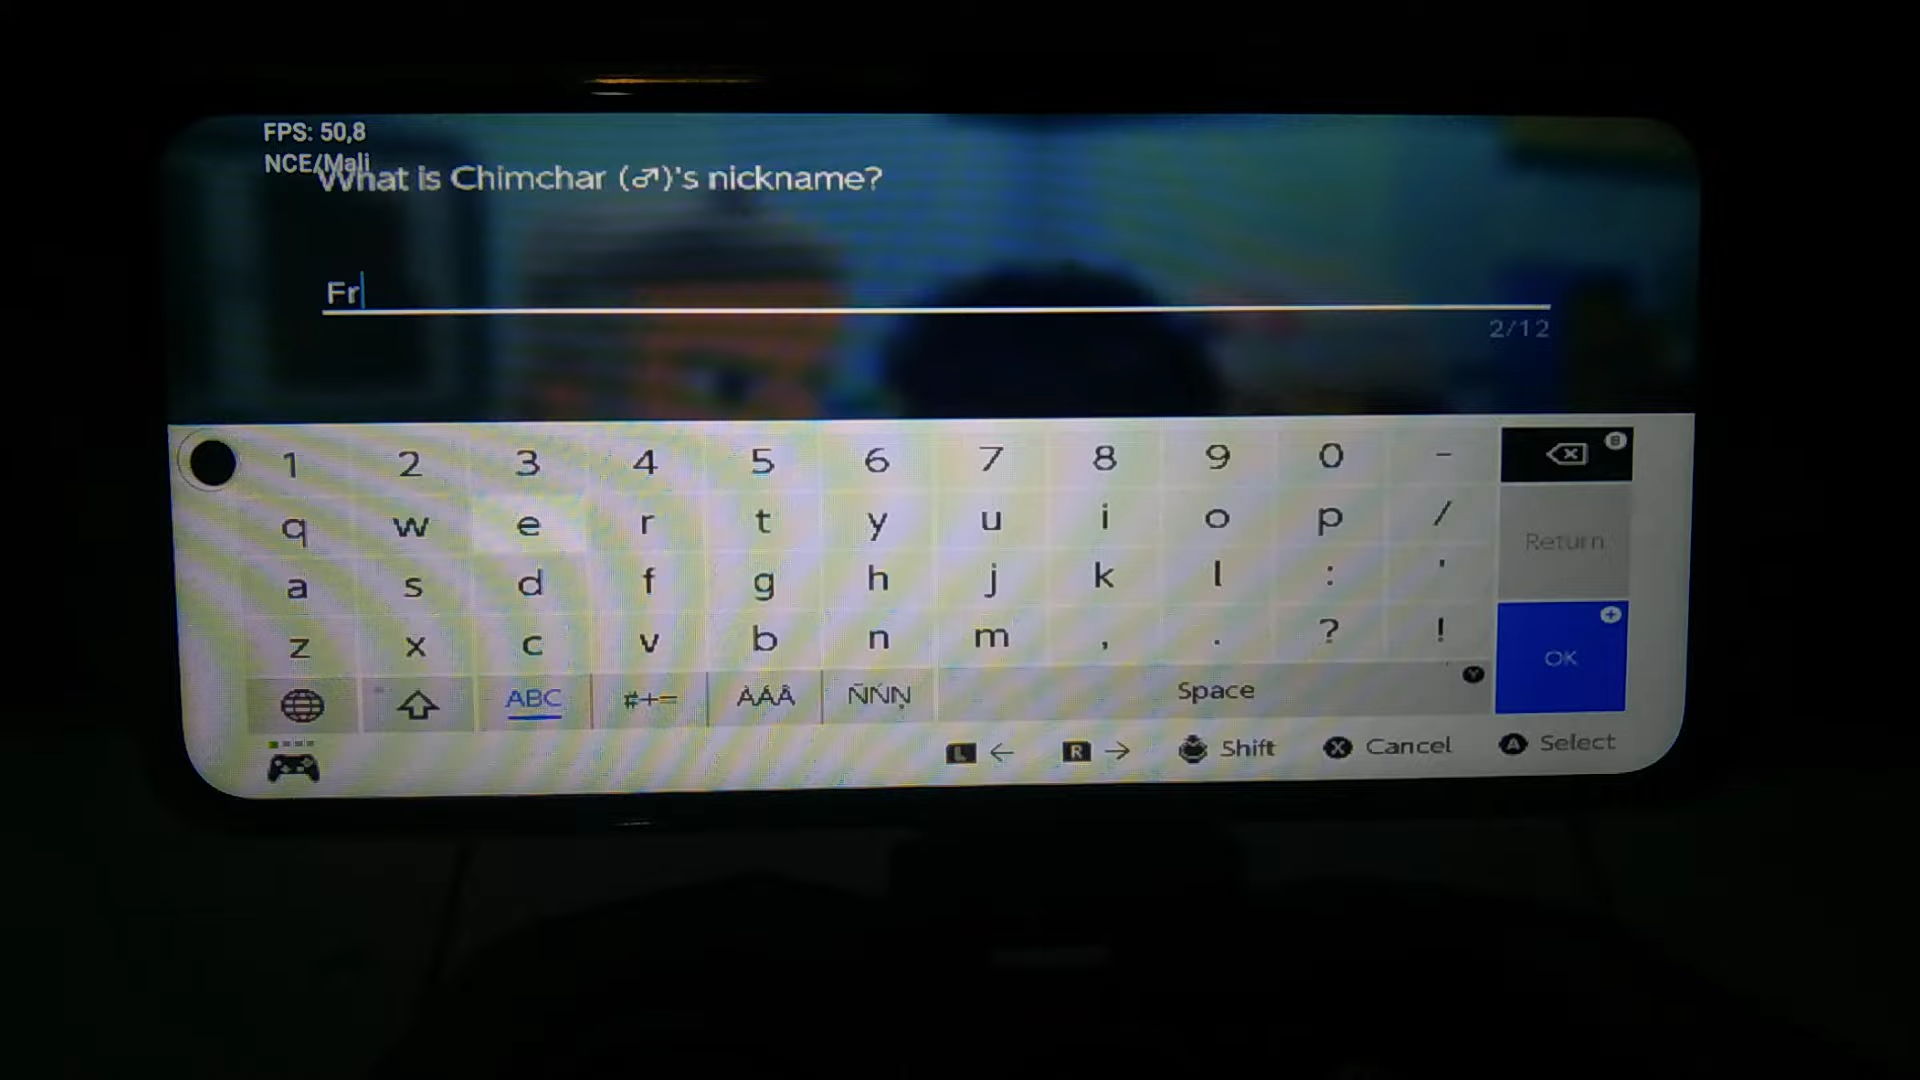 FPS: 50,8
NCE/Mali
What is Chimchar (♂)'s nickname?
Fr
2/12
1 2 3 4 5 6 7 8 9 0 -
q w e r t y u i o p /
Return
a s d f g h j k l : '
z x c v b n m , . ? !
OK
ABC #+= ÀÁÂ ÑŃŅ Space
L ← R → Shift X Cancel A Select
B
+
Y